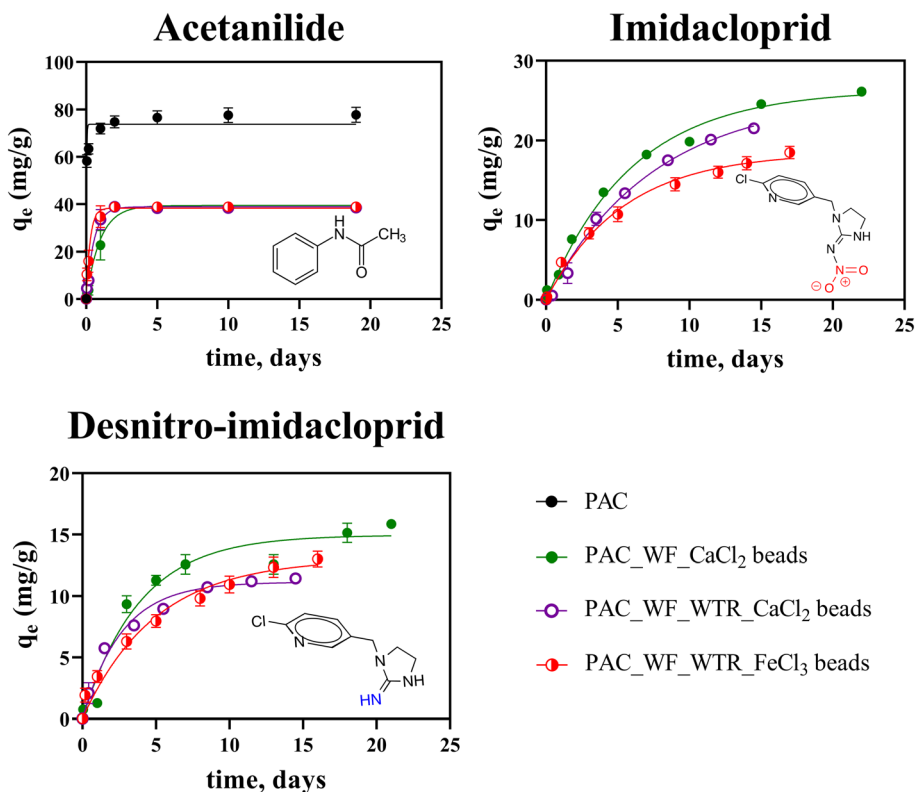 Acetanilide
qe (mg/g)
100
80
60
40
20
0
0 5 10 15 20 25
time, days
H
N
CH3
O
Imidacloprid
qe (mg/g)
30
20
10
0
0 5 10 15 20 25
time, days
Cl
N
N
NH
N
N
O
O
⊖
⊕
Desnitro-imidacloprid
qe (mg/g)
20
15
10
5
0
0 5 10 15 20 25
time, days
Cl
N
N
NH
HN
PAC
PAC_WF_CaCl2 beads
PAC_WF_WTR_CaCl2 beads
PAC_WF_WTR_FeCl3 beads